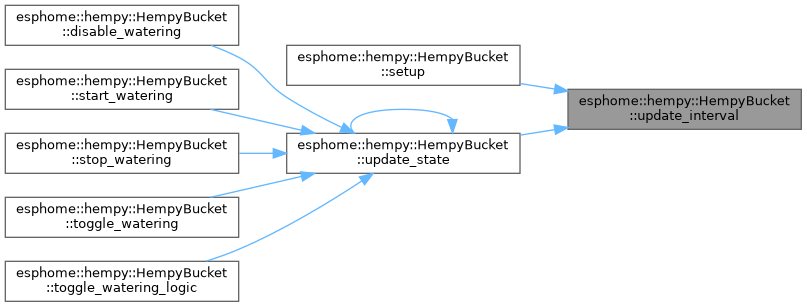 esphome::hempy::HempyBucket
::disable_watering
esphome::hempy::HempyBucket
::start_watering
esphome::hempy::HempyBucket
::stop_watering
esphome::hempy::HempyBucket
::toggle_watering
esphome::hempy::HempyBucket
::toggle_watering_logic
esphome::hempy::HempyBucket
::setup
esphome::hempy::HempyBucket
::update_state
esphome::hempy::HempyBucket
::update_interval